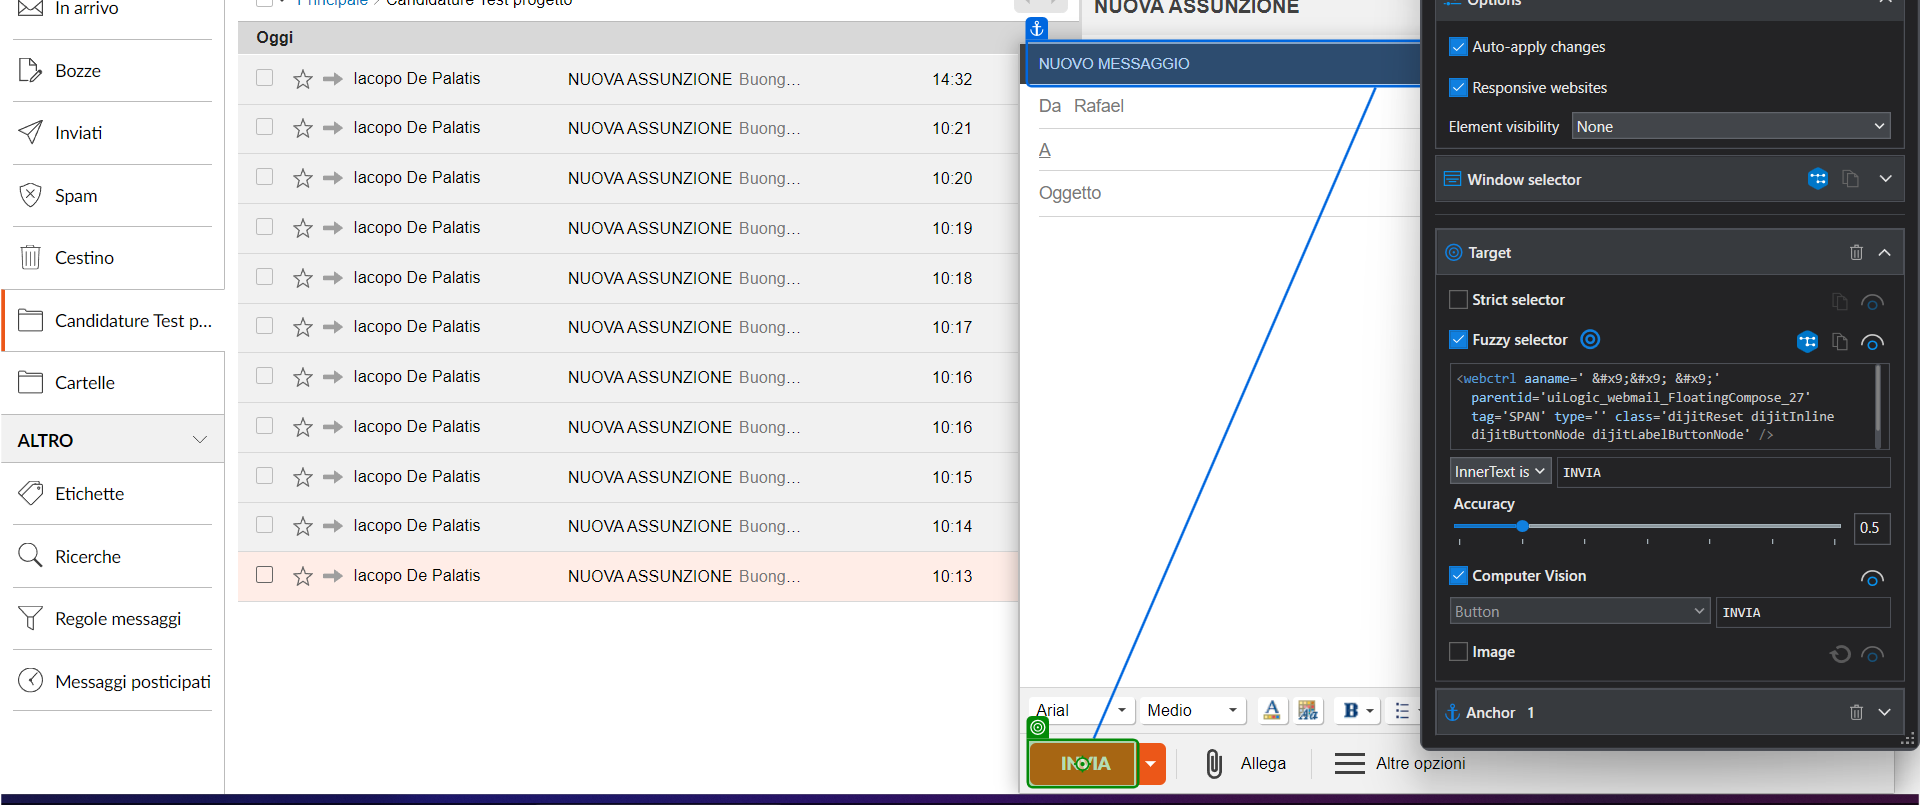 In arrivo
Bozze
Inviati
Spam
Cestino
Candidature Test p...
Cartelle
ALTRO
Etichette
Ricerche
Regole messaggi
Messaggi posticipati
Principale > Candidature Test progetto
Oggi
Iacopo De Palatis NUOVA ASSUNZIONE Buong... 14:32
Iacopo De Palatis NUOVA ASSUNZIONE Buong... 10:21
Iacopo De Palatis NUOVA ASSUNZIONE Buong... 10:20
Iacopo De Palatis NUOVA ASSUNZIONE Buong... 10:19
Iacopo De Palatis NUOVA ASSUNZIONE Buong... 10:18
Iacopo De Palatis NUOVA ASSUNZIONE Buong... 10:17
Iacopo De Palatis NUOVA ASSUNZIONE Buong... 10:16
Iacopo De Palatis NUOVA ASSUNZIONE Buong... 10:16
Iacopo De Palatis NUOVA ASSUNZIONE Buong... 10:15
Iacopo De Palatis NUOVA ASSUNZIONE Buong... 10:14
Iacopo De Palatis NUOVA ASSUNZIONE Buong... 10:13
NUOVA ASSUNZIONE
NUOVO MESSAGGIO
Da Rafael
A
Oggetto
Arial Medio A Aa B
INVIA Allega Altre opzioni
Options
Auto-apply changes
Responsive websites
Element visibility None
Window selector
Target
Strict selector
Fuzzy selector
<webctrl aaname=' &#x9;&#x9; &#x9;'
parentid='uiLogic_webmail_FloatingCompose_27'
tag='SPAN' type='' class='dijitReset dijitInline
dijitButtonNode dijitLabelButtonNode' />
InnerText is INVIA
Accuracy
0.5
Computer Vision
Button INVIA
Image
Anchor 1